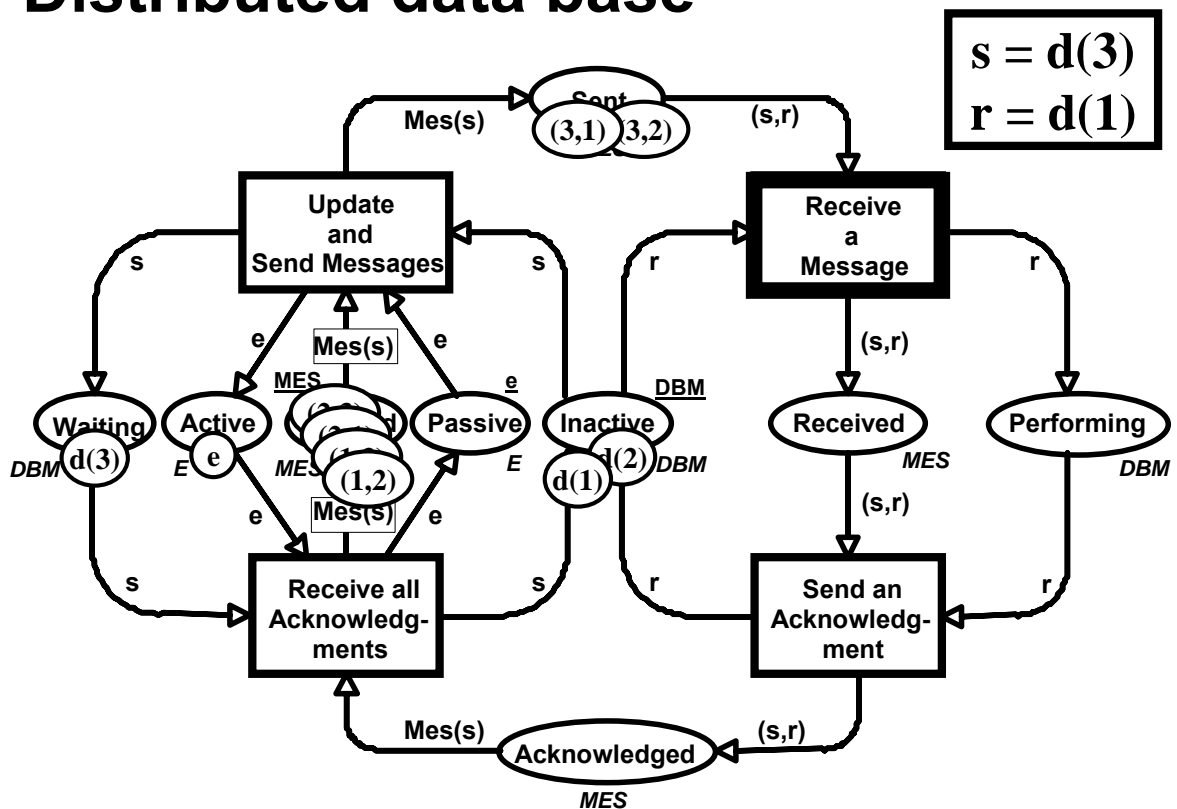 Distributed data base
s = d(3)
r = d(1)
Sent
(3,1)
(3,2)
Mes(s)
(s,r)
Update
and
Send Messages
Receive
a
Message
s
s
r
r
e
Mes(s)
e
(s,r)
MES
e
DBM
Waiting
Active
Passive
Inactive
Received
Performing
d(3)
DBM
e
E
MES
(1,2)
E
d(1)
d(2)
DBM
MES
DBM
e
Mes(s)
e
(s,r)
s
s
r
r
Receive all
Acknowledg-
ments
Send an
Acknowledg-
ment
Mes(s)
(s,r)
Acknowledged
MES